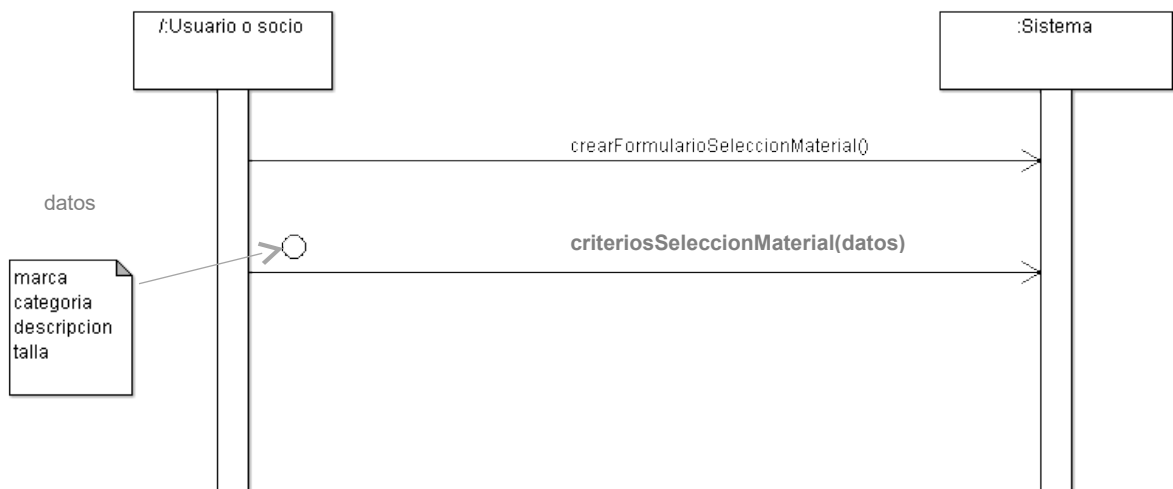 /:Usuario o socio
:Sistema
crearFormularioSeleccionMaterial()
datos
criteriosSeleccionMaterial(datos)
marca
categoria
descripcion
talla